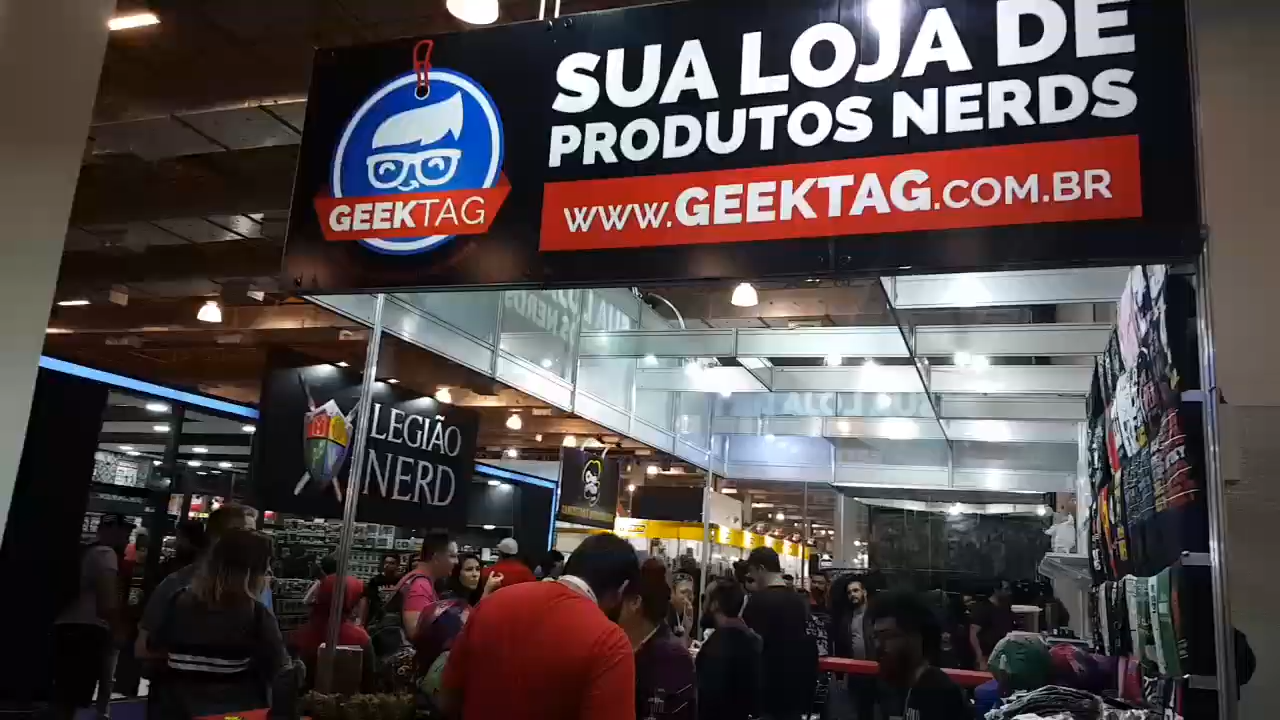 SUA LOJA DE
PRODUTOS NERDS
WWW.GEEKTAG.COM.BR
GEEKTAG
LEGIÃO
NERD